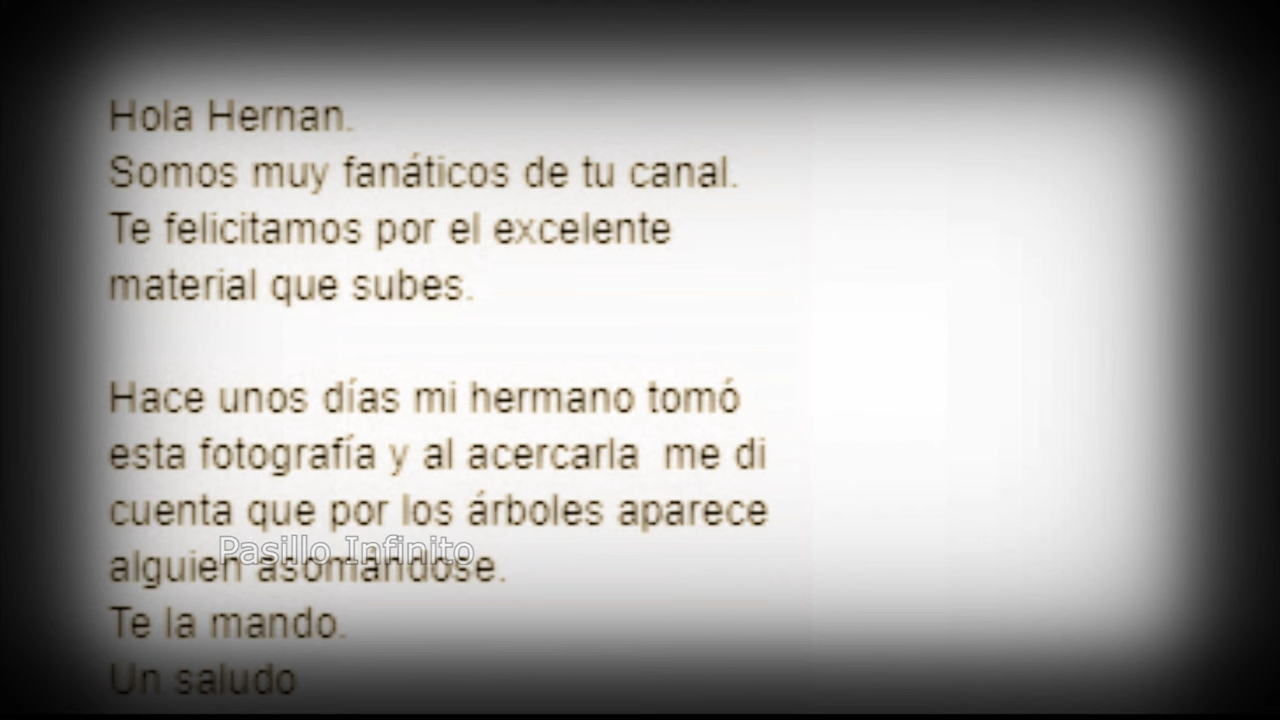 Hola Hernan.
Somos muy fanáticos de tu canal.
Te felicitamos por el excelente
material que subes.
Hace unos días mi hermano tomó
esta fotografía y al acercarla me di
cuenta que por los árboles aparece
Pasillo Infinito
alguien asomándose.
Te la mando.
Un saludo